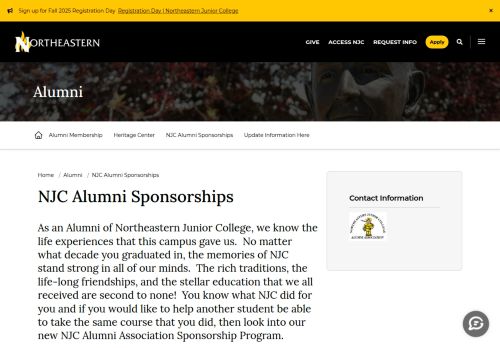 Sign up for Fall 2025 Registration Day Registration Day | Northeastern Junior College ×
NORTHEASTERN
GIVE ACCESS NJC REQUEST INFO Apply
Alumni
Alumni Membership Heritage Center NJC Alumni Sponsorships Update Information Here
Home / Alumni / NJC Alumni Sponsorships
NJC Alumni Sponsorships
As an Alumni of Northeastern Junior College, we know the
life experiences that this campus gave us. No matter
what decade you graduated in, the memories of NJC
stand strong in all of our minds. The rich traditions, the
life-long friendships, and the stellar education that we all
received are second to none! You know what NJC did for
you and if you would like to help another student be able
to take the same course that you did, then look into our
new NJC Alumni Association Sponsorship Program.
Contact Information
NORTHEASTERN JUNIOR COLLEGE
ALUMNI ASSOCIATION